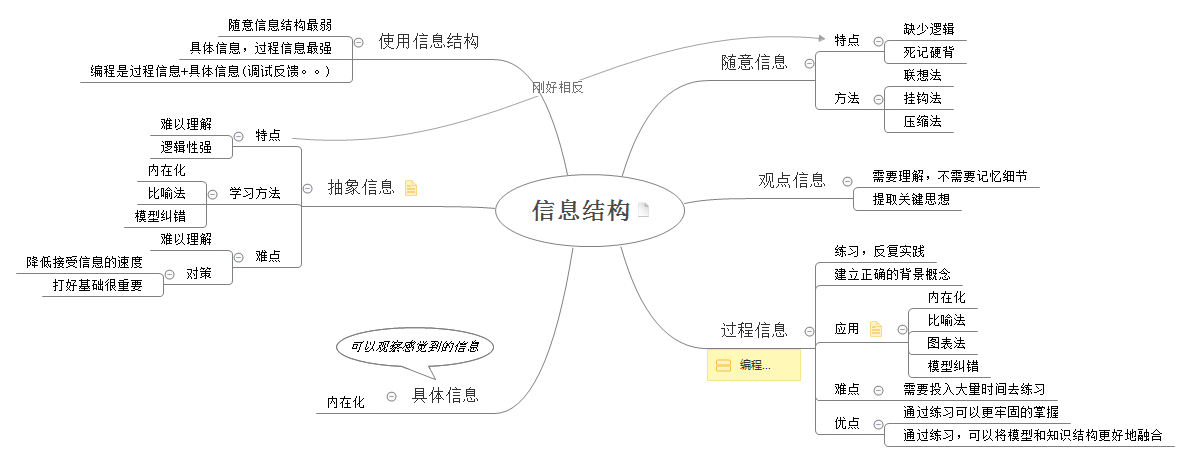 信息结构
随意信息
特点
缺少逻辑
死记硬背
方法
联想法
挂钩法
压缩法
观点信息
需要理解，不需要记忆细节
提取关键思想
过程信息
编程...
练习，反复实践
建立正确的背景概念
应用
内在化
比喻法
图表法
模型纠错
难点
需要投入大量时间去练习
优点
通过练习可以更牢固的掌握
通过练习，可以将模型和知识结构更好地融合
具体信息
可以观察感觉到的信息
内在化
抽象信息
特点
难以理解
逻辑性强
学习方法
内在化
比喻法
模型纠错
难点
难以理解
对策
降低接受信息的速度
打好基础很重要
使用信息结构
随意信息结构最弱
具体信息，过程信息最强
编程是过程信息+具体信息(调试反馈。。)
刚好相反